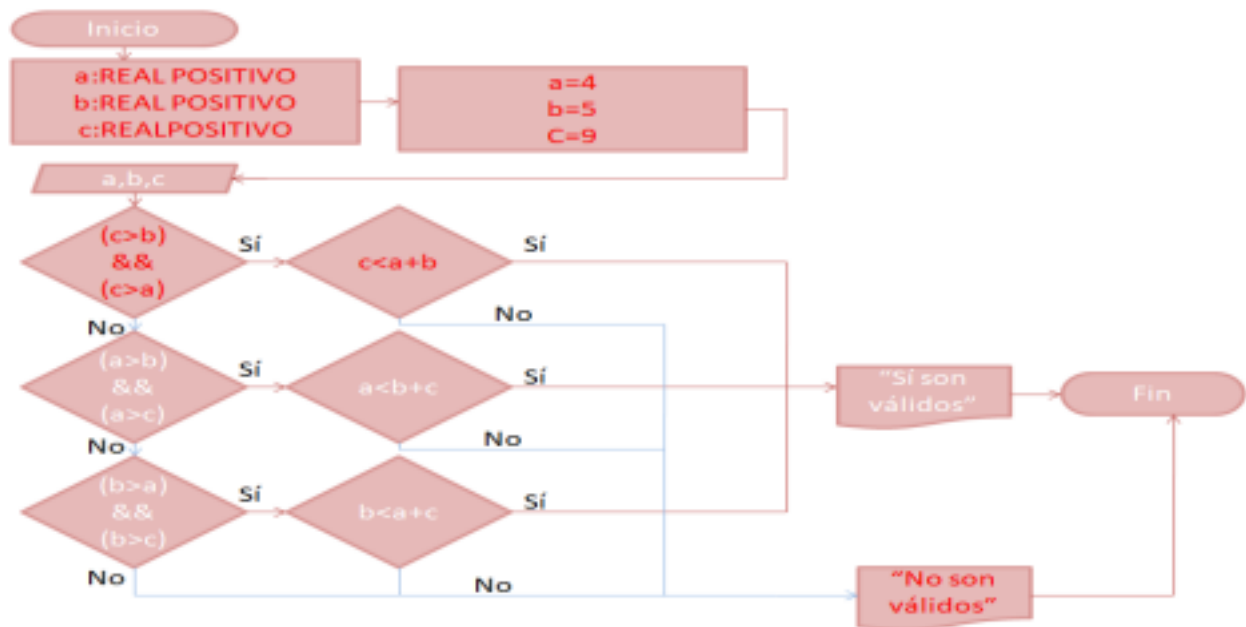 Inicio
a:REAL POSITIVO
b:REAL POSITIVO
c:REALPOSITIVO
a=4
b=5
C=9
a,b,c
(c>b)
&&
(c>a)
Sí
c<a+b
Sí
No
No
(a>b)
&&
(a>c)
Sí
a<b+c
Sí
No
No
(b>a)
&&
(b>c)
Sí
b<a+c
Sí
No
No
"Sí son
válidos"
Fin
"No son
válidos"